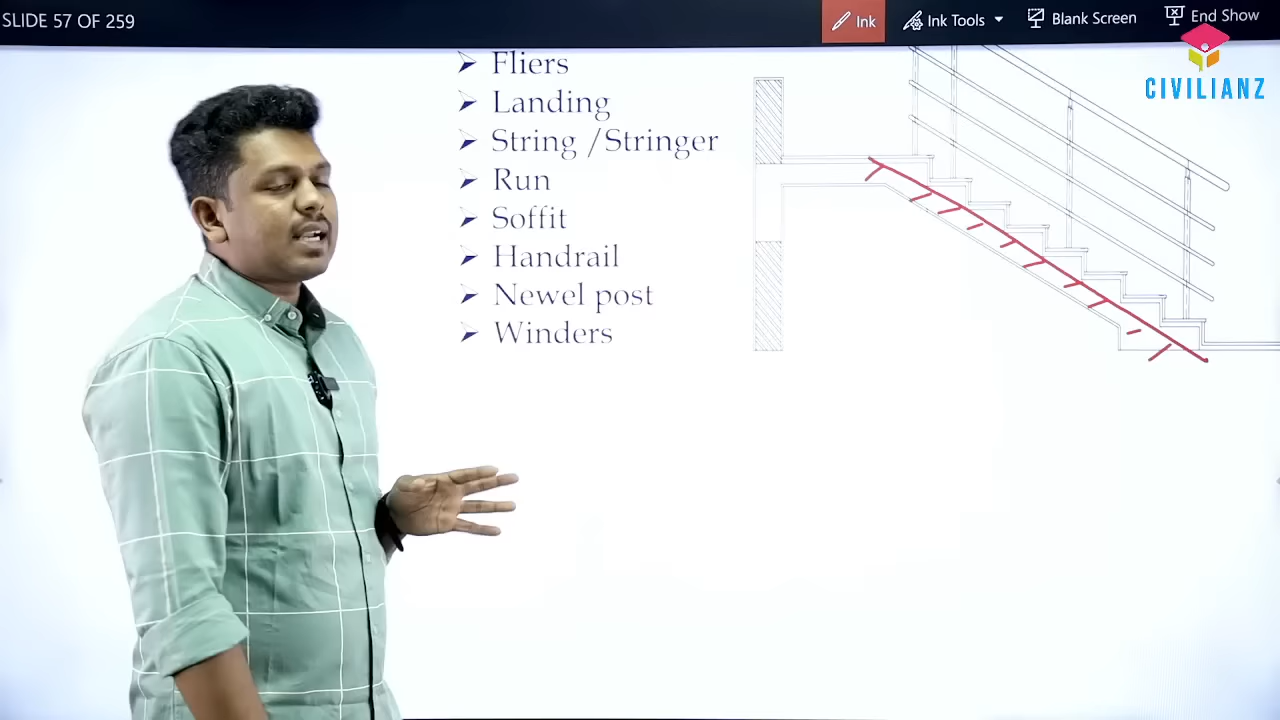 SLIDE 57 OF 259
Ink
Ink Tools
Blank Screen
End Show
CIVILIANZ
Fliers
Landing
String /Stringer
Run
Soffit
Handrail
Newel post
Winders